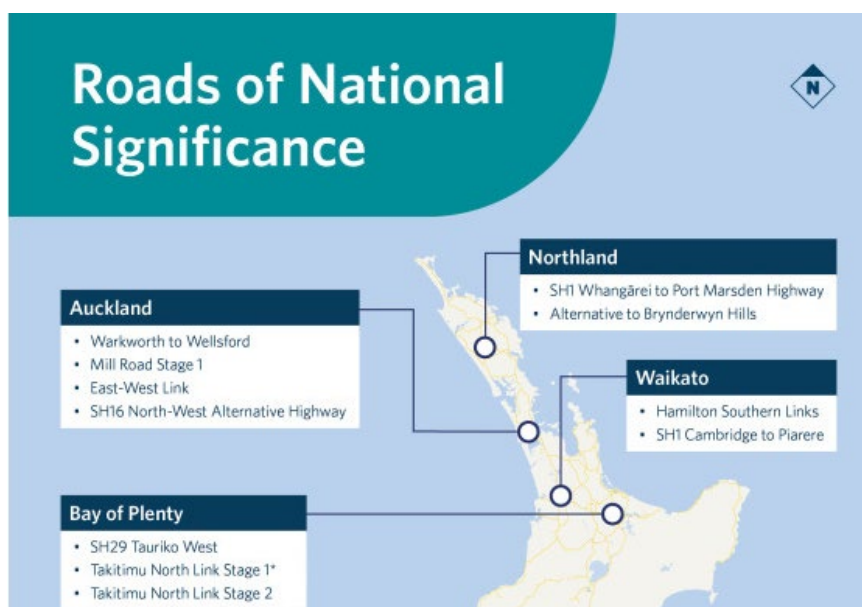 Roads of National
Significance
N
Northland
• SH1 Whangārei to Port Marsden Highway
• Alternative to Brynderwyn Hills
Auckland
• Warkworth to Wellsford
• Mill Road Stage 1
• East-West Link
• SH16 North-West Alternative Highway
Waikato
• Hamilton Southern Links
• SH1 Cambridge to Piarere
Bay of Plenty
• SH29 Tauriko West
• Takitimu North Link Stage 1*
• Takitimu North Link Stage 2